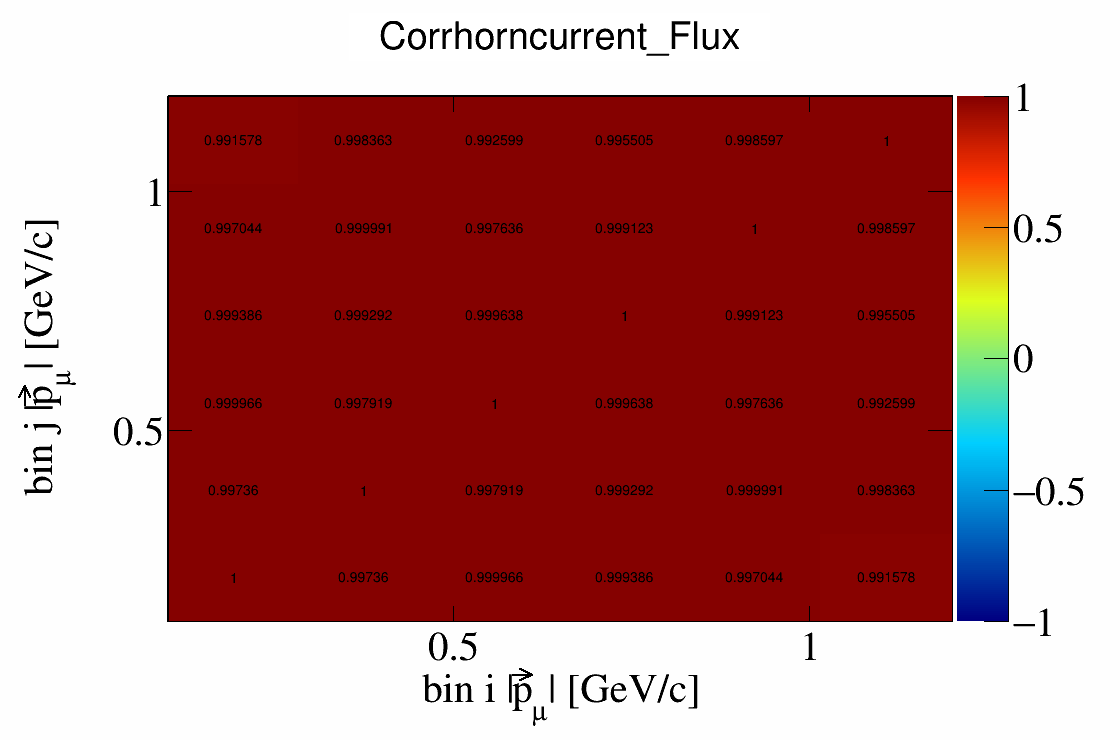 Corrhorncurrent_Flux
0.991578 0.998363 0.992599 0.995505 0.998597 1
0.997044 0.999991 0.997636 0.999123 1 0.998597
0.999386 0.999292 0.999638 1 0.999123 0.995505
0.999966 0.997919 1 0.999638 0.997636 0.992599
0.99736 1 0.997919 0.999292 0.999991 0.998363
1 0.99736 0.999966 0.999386 0.997044 0.991578
1
0.5
bin j |p⃗μ| [GeV/c]
0.5 1
bin i |p⃗μ| [GeV/c]
1
0.5
0
−0.5
−1